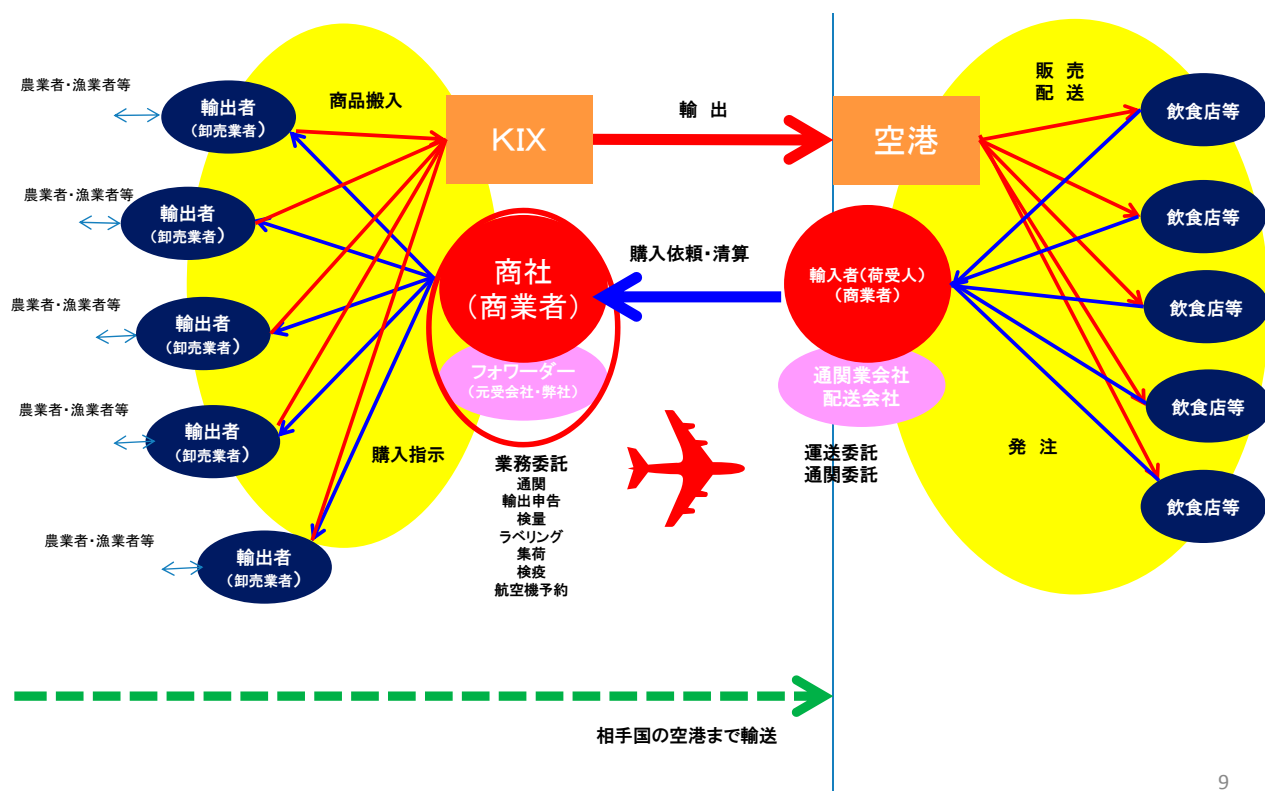 農業者・漁業者等
輸出者
(卸売業者)
農業者・漁業者等
輸出者
(卸売業者)
農業者・漁業者等
輸出者
(卸売業者)
農業者・漁業者等
輸出者
(卸売業者)
農業者・漁業者等
輸出者
(卸売業者)
商品搬入
購入指示
KIX
輸 出
空港
商社
(商業者)
購入依頼・清算
輸入者(荷受人)
(商業者)
フォワーダー
(元受会社・弊社)
通関業会社
配送会社
業務委託
通関
輸出申告
検量
ラベリング
集荷
検疫
航空機予約
運送委託
通関委託
販 売
配 送
発 注
飲食店等
飲食店等
飲食店等
飲食店等
飲食店等
相手国の空港まで輸送
9